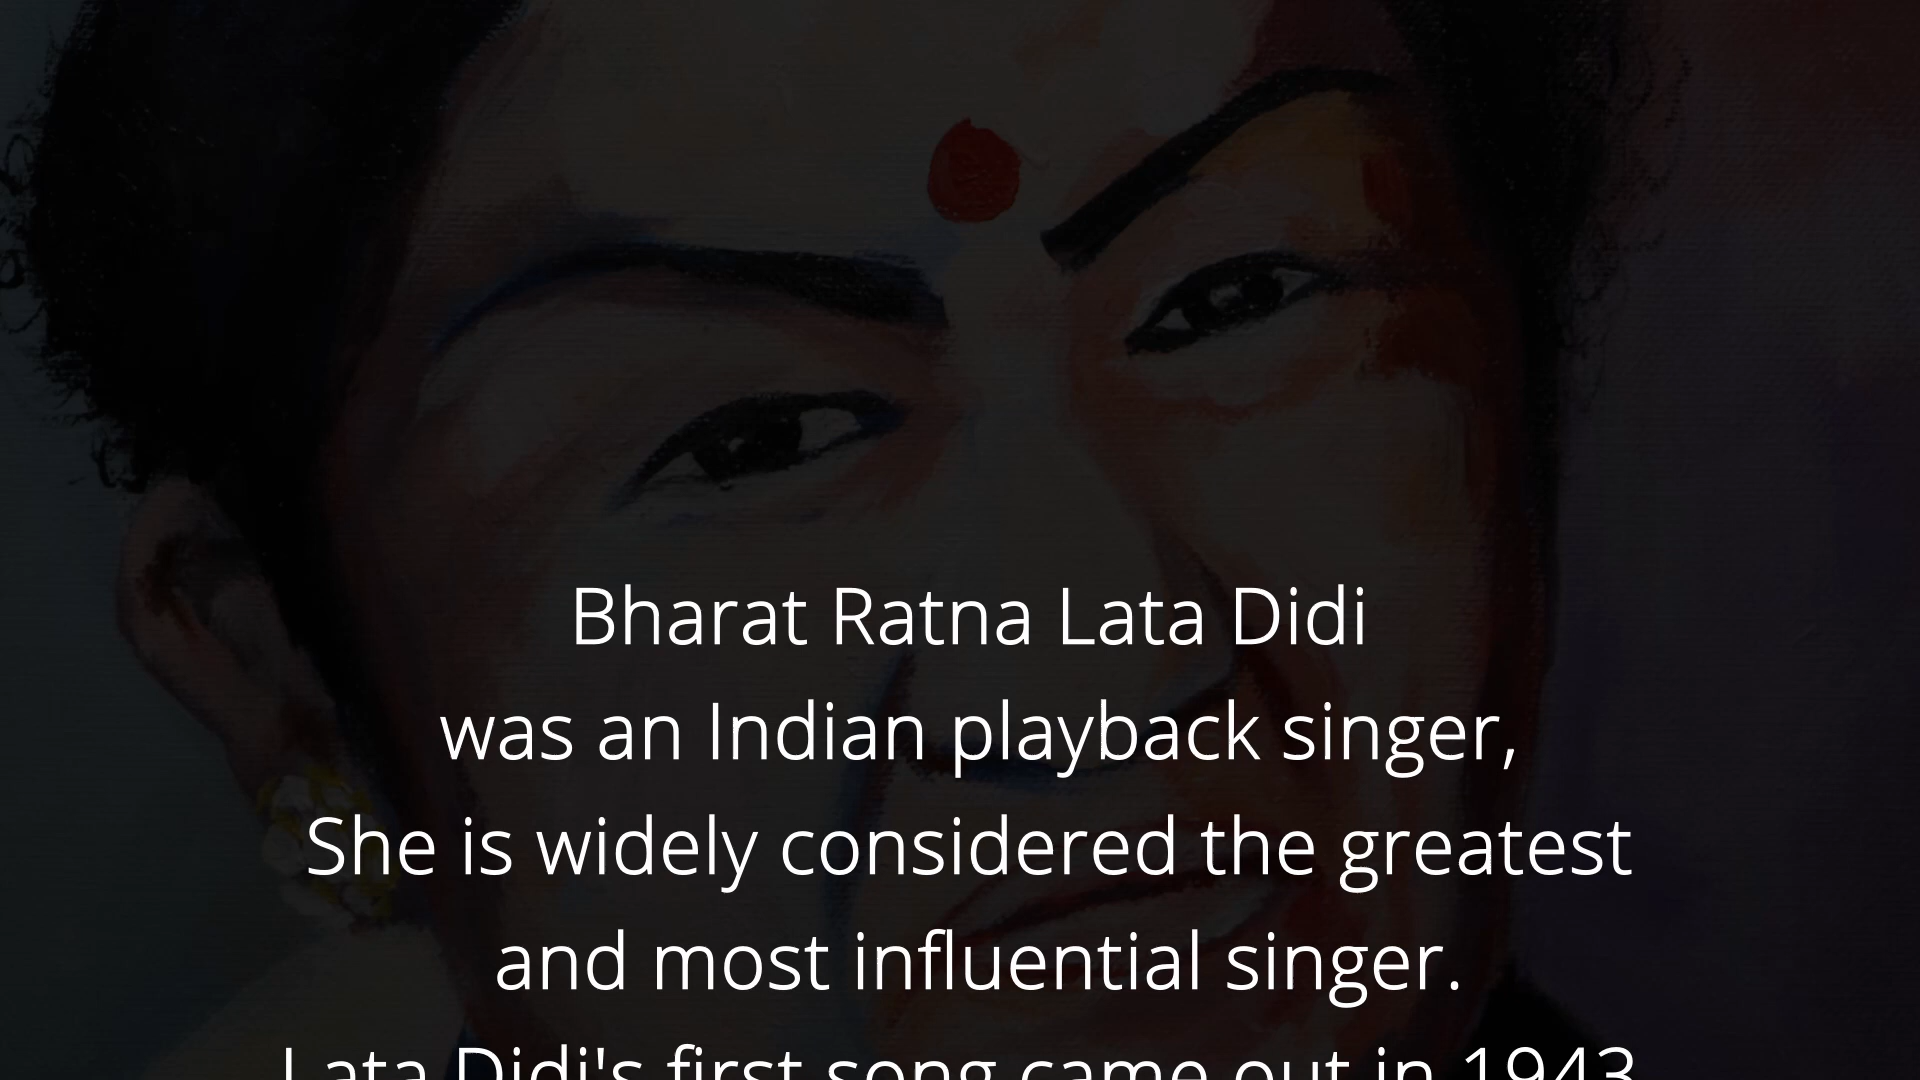 Bharat Ratna Lata Didi
was an Indian playback singer,
She is widely considered the greatest
and most influential singer.
Lata Didi's first song came out in 1943